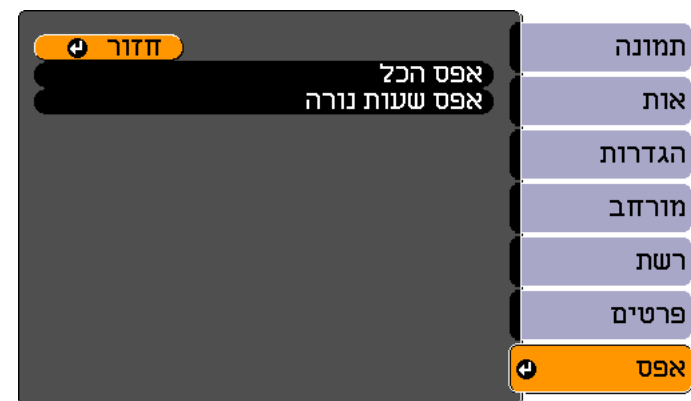 תמונה
אות
הגדרות
מורחב
רשת
פרטים
אפס
חזור
אפס הכל
אפס שעות נורה